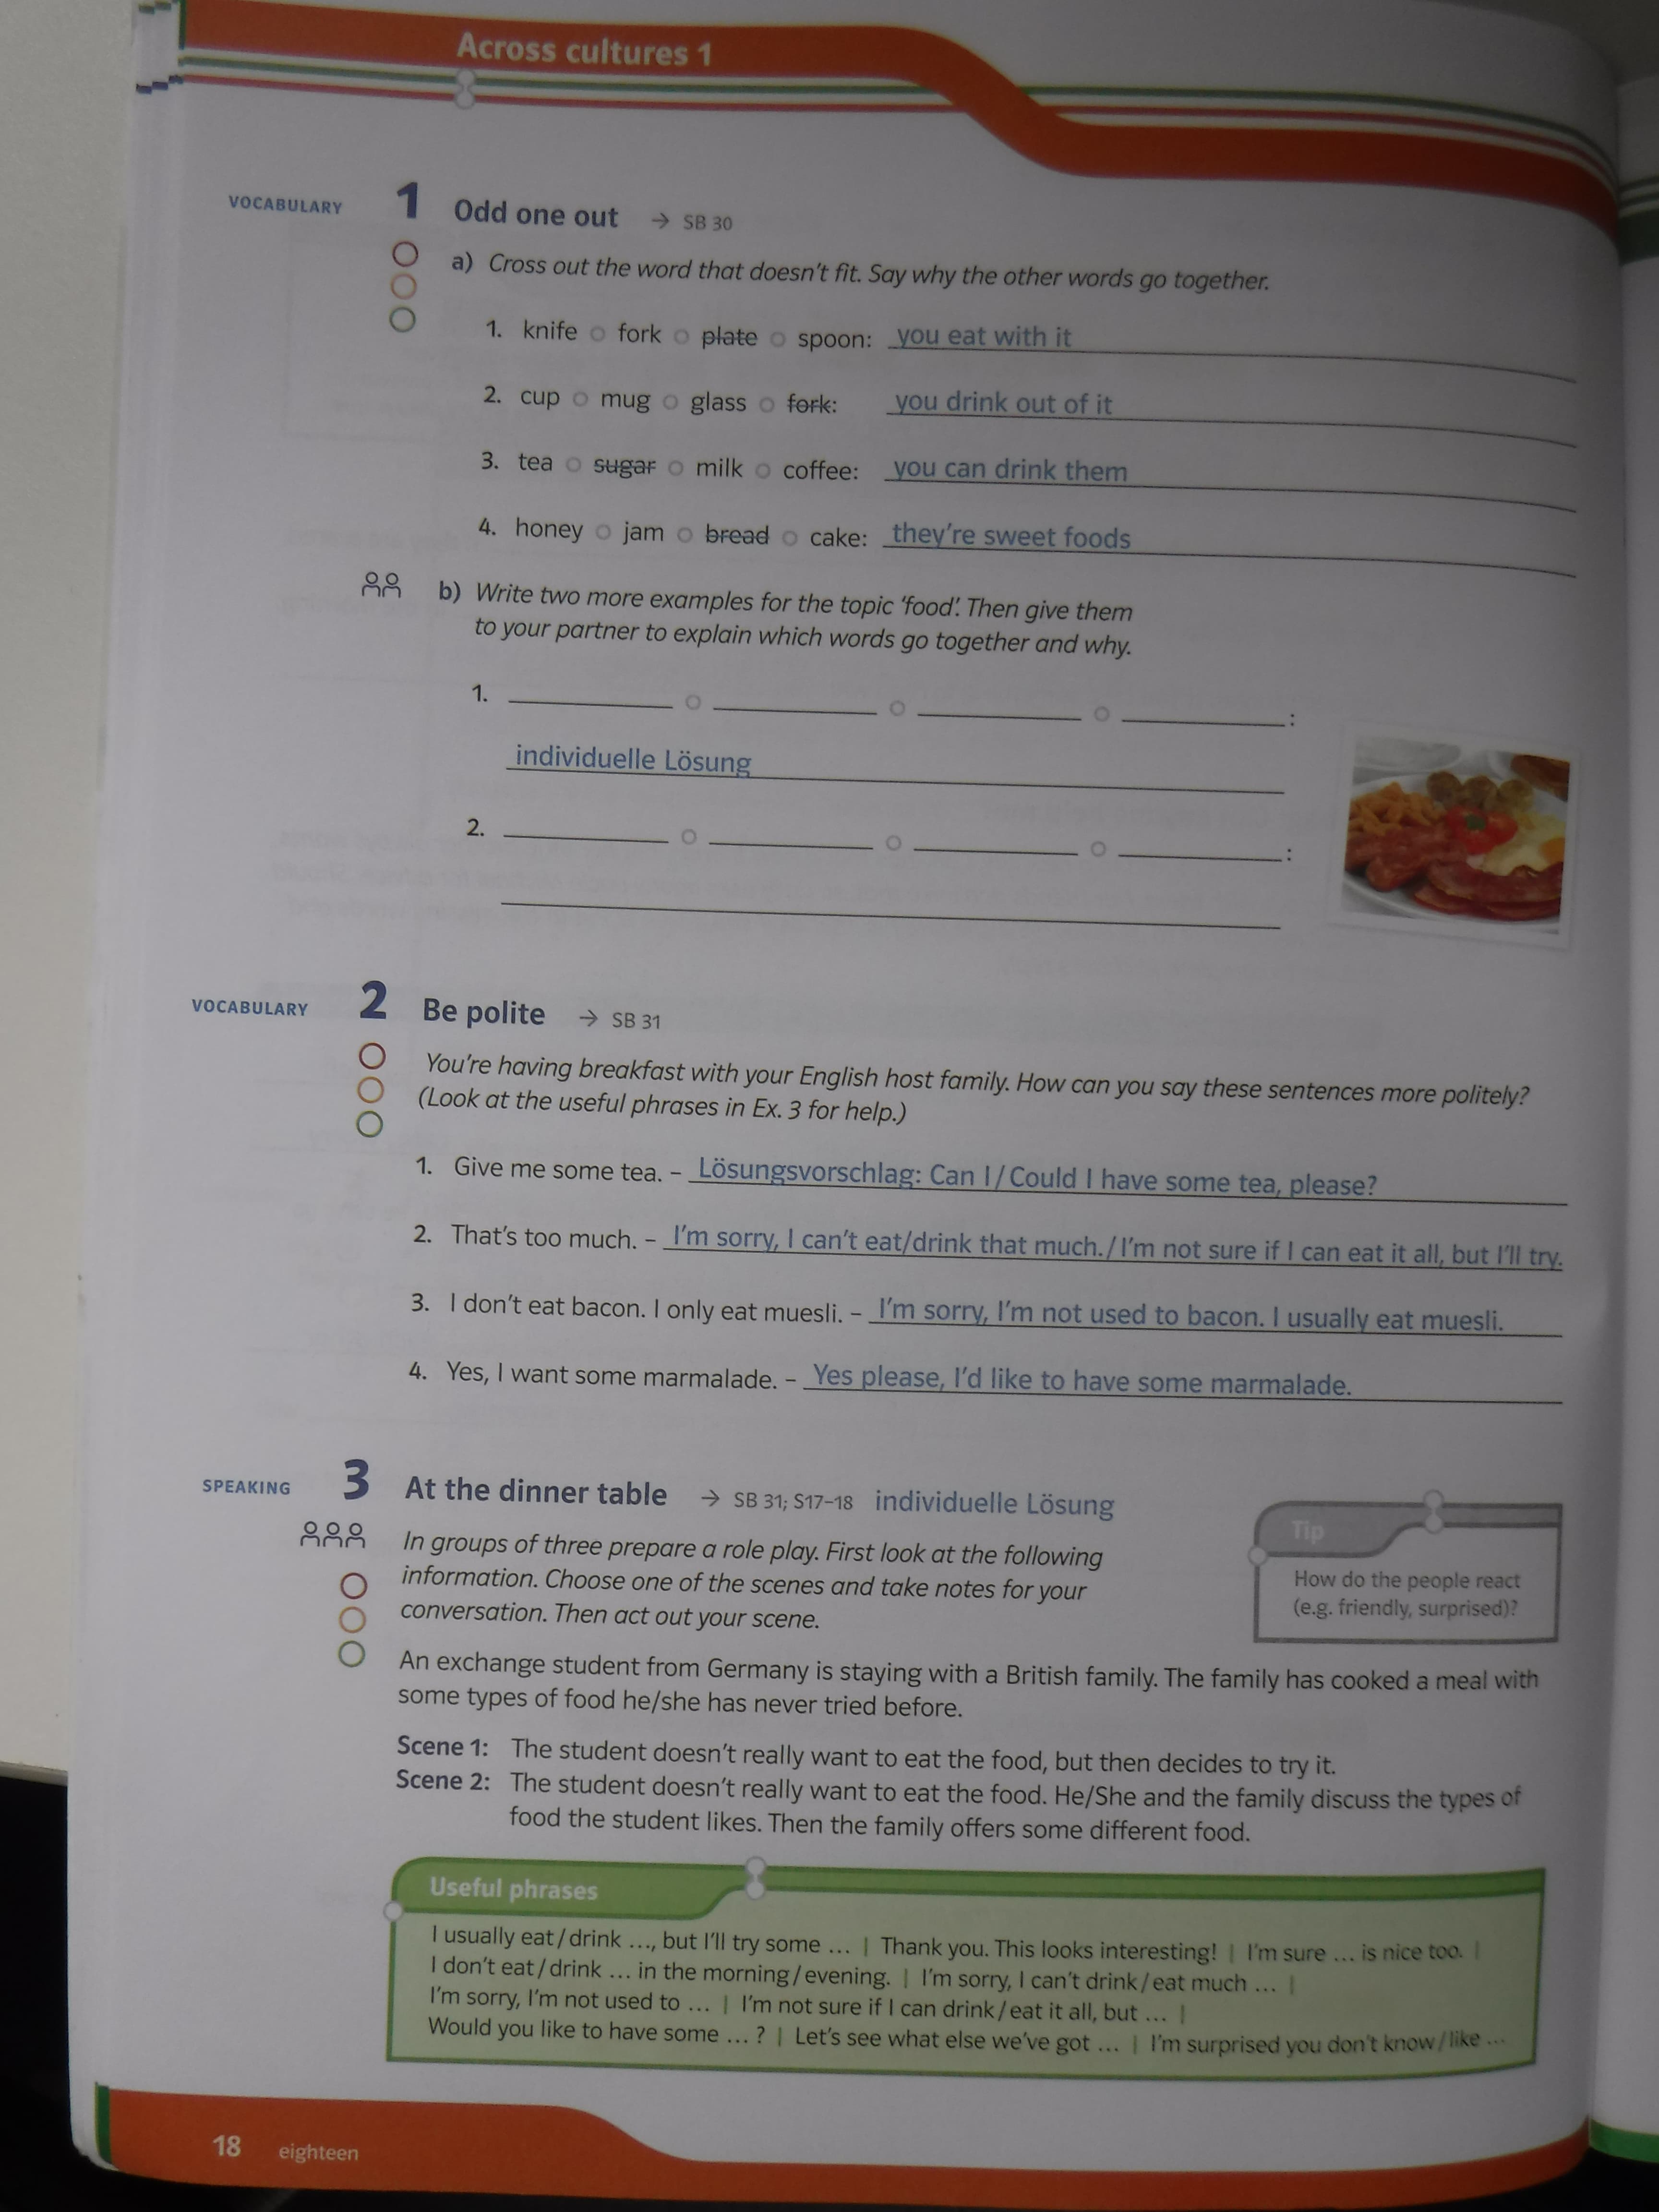 Across cultures 1
VOCABULARY 1 Odd one out → SB 30
a) Cross out the word that doesn't fit. Say why the other words go together.
1. knife o fork o plate o spoon: you eat with it
2. cup o mug o glass o fork: you drink out of it
3. tea o sugar o milk o coffee: you can drink them
4. honey o jam o bread o cake: they're sweet foods
b) Write two more examples for the topic 'food'. Then give them
to your partner to explain which words go together and why.
1. o o o :
individuelle Lösung
2. o o o :
VOCABULARY 2 Be polite → SB 31
You're having breakfast with your English host family. How can you say these sentences more politely?
(Look at the useful phrases in Ex. 3 for help.)
1. Give me some tea. – Lösungsvorschlag: Can I / Could I have some tea, please?
2. That's too much. – I'm sorry, I can't eat/drink that much. / I'm not sure if I can eat it all, but I'll try.
3. I don't eat bacon. I only eat muesli. – I'm sorry, I'm not used to bacon. I usually eat muesli.
4. Yes, I want some marmalade. – Yes please, I'd like to have some marmalade.
SPEAKING 3 At the dinner table → SB 31; S17–18 individuelle Lösung
In groups of three prepare a role play. First look at the following
information. Choose one of the scenes and take notes for your
conversation. Then act out your scene.
Tip
How do the people react
(e.g. friendly, surprised)?
An exchange student from Germany is staying with a British family. The family has cooked a meal with
some types of food he/she has never tried before.
Scene 1: The student doesn't really want to eat the food, but then decides to try it.
Scene 2: The student doesn't really want to eat the food. He/She and the family discuss the types of
food the student likes. Then the family offers some different food.
Useful phrases
I usually eat / drink …, but I'll try some … | Thank you. This looks interesting! | I'm sure … is nice too. |
I don't eat / drink … in the morning / evening. | I'm sorry, I can't drink / eat much … |
I'm sorry, I'm not used to … | I'm not sure if I can drink / eat it all, but … |
Would you like to have some … ? | Let's see what else we've got … | I'm surprised you don't know / like …
18 eighteen